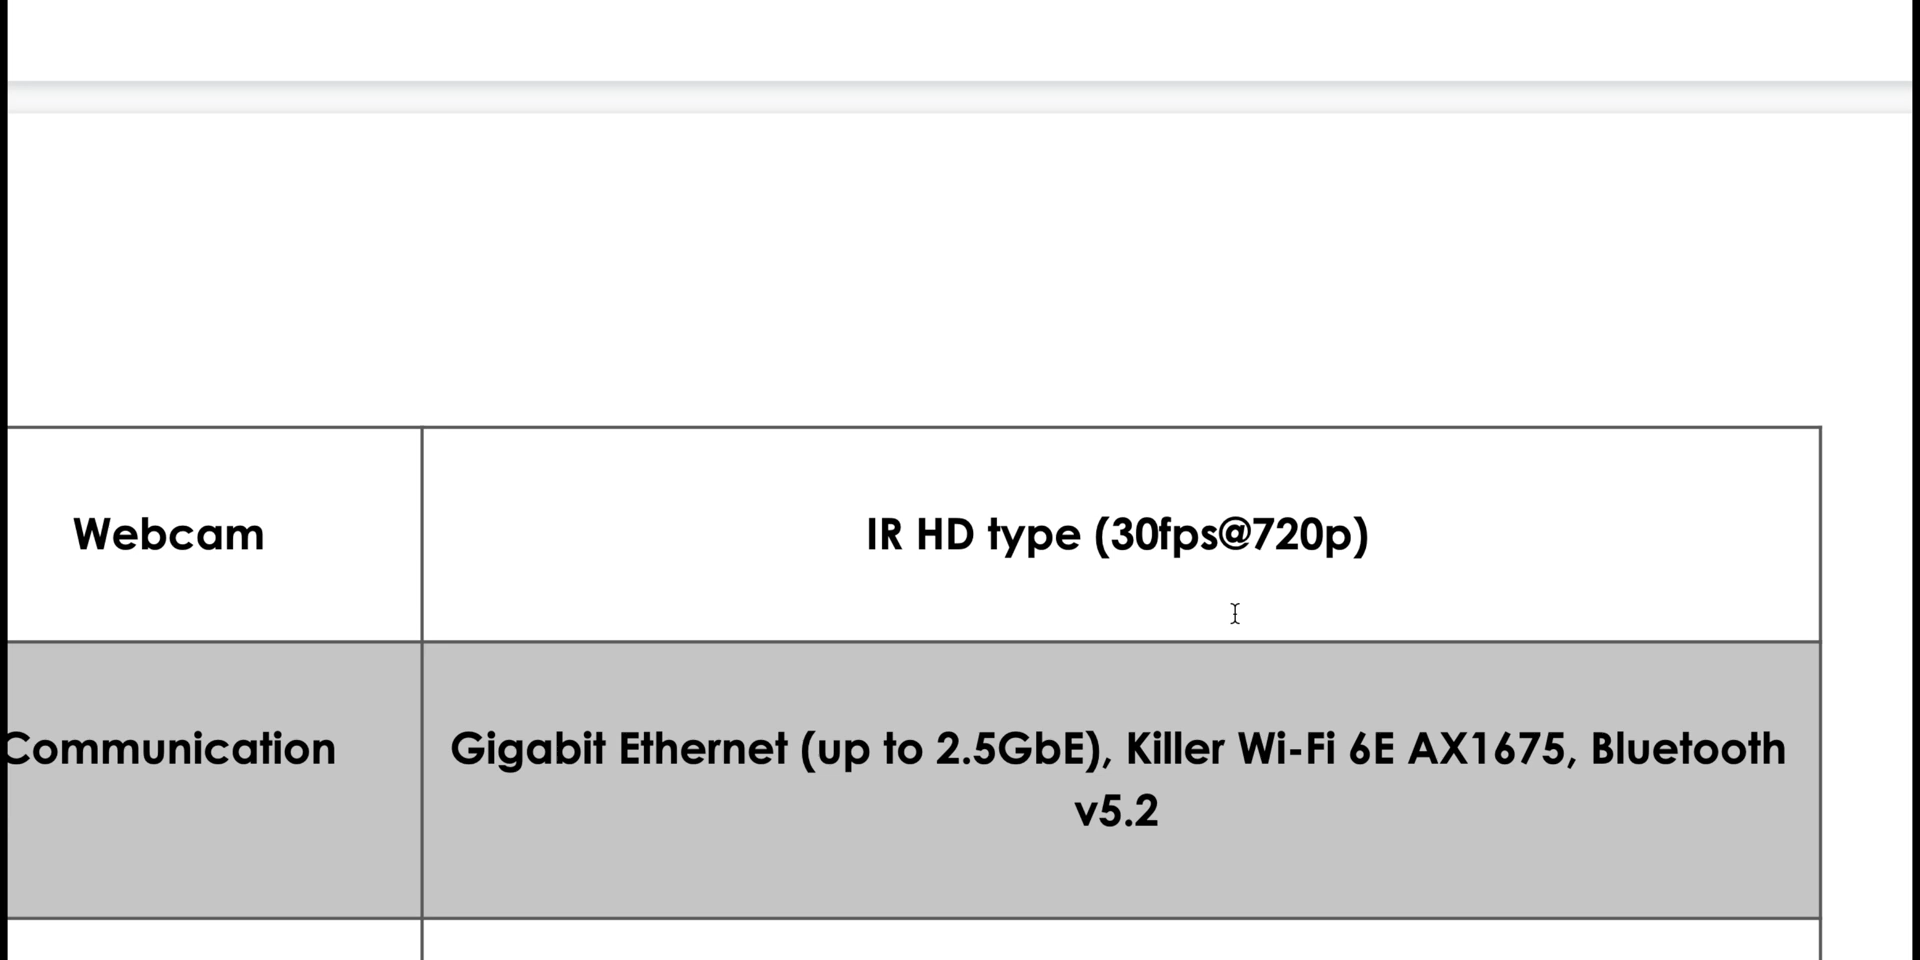 Webcam
IR HD type (30fps@720p)
Communication
Gigabit Ethernet (up to 2.5GbE), Killer Wi-Fi 6E AX1675, Bluetooth
v5.2